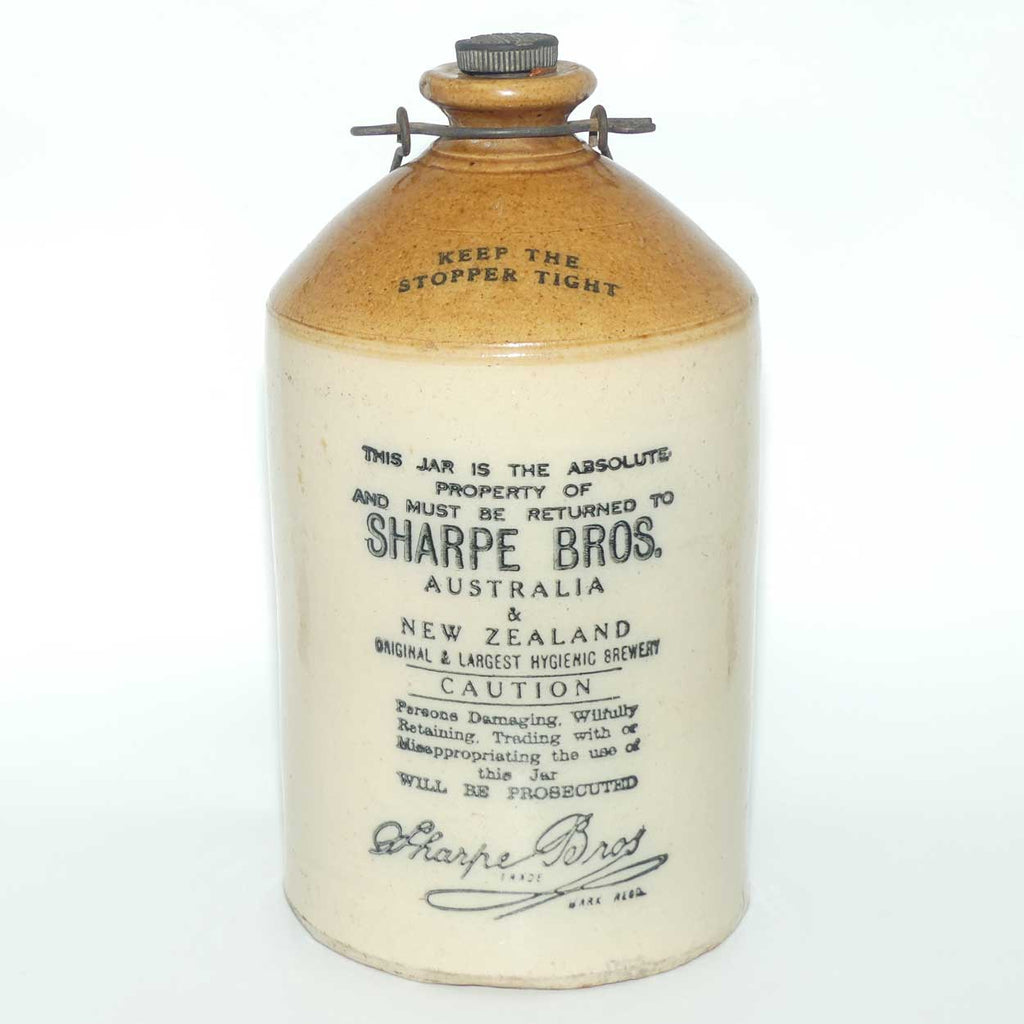 KEEP THE
STOPPER TIGHT
THIS JAR IS THE ABSOLUTE
PROPERTY OF
AND MUST BE RETURNED TO
SHARPE BROS.
AUSTRALIA
&
NEW ZEALAND
ORIGINAL & LARGEST HYGIENIC BREWERY
CAUTION
Persons Damaging, Wilfully
Retaining, Trading with or
Misappropriating the use of
this Jar
WILL BE PROSECUTED
Sharpe Bros
TRADE
MARK REGD.